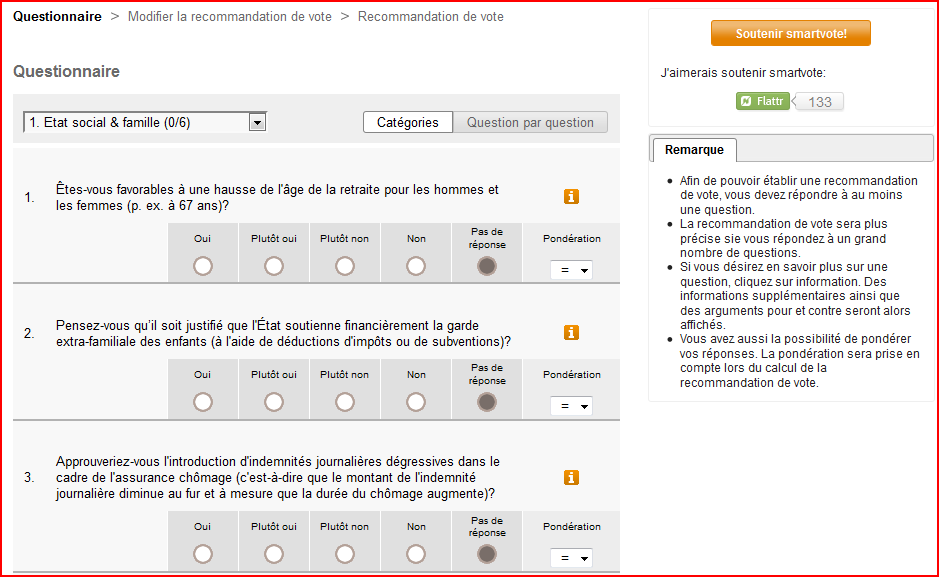 Questionnaire > Modifier la recommandation de vote > Recommandation de vote
Questionnaire
1. Etat social & famille (0/6)
Catégories
Question par question
1.
Êtes-vous favorables à une hausse de l'âge de la retraite pour les hommes et
les femmes (p. ex. à 67 ans)?
i
Oui
Plutôt oui
Plutôt non
Non
Pas de
réponse
Pondération
=
2.
Pensez-vous qu'il soit justifié que l'État soutienne financièrement la garde
extra-familiale des enfants (à l'aide de déductions d'impôts ou de subventions)?
i
Oui
Plutôt oui
Plutôt non
Non
Pas de
réponse
Pondération
=
3.
Approuveriez-vous l'introduction d'indemnités journalières dégressives dans le
cadre de l'assurance chômage (c'est-à-dire que le montant de l'indemnité
journalière diminue au fur et à mesure que la durée du chômage augmente)?
i
Oui
Plutôt oui
Plutôt non
Non
Pas de
réponse
Pondération
=
Soutenir smartvote!
J'aimerais soutenir smartvote:
Flattr
133
Remarque
• Afin de pouvoir établir une recommandation
de vote, vous devez répondre à au moins
une question.
• La recommandation de vote sera plus
précise sie vous répondez à un grand
nombre de questions.
• Si vous désirez en savoir plus sur une
question, cliquez sur information. Des
informations supplémentaires ainsi que
des arguments pour et contre seront alors
affichés.
• Vous avez aussi la possibilité de pondérer
vos réponses. La pondération sera prise en
compte lors du calcul de la
recommandation de vote.